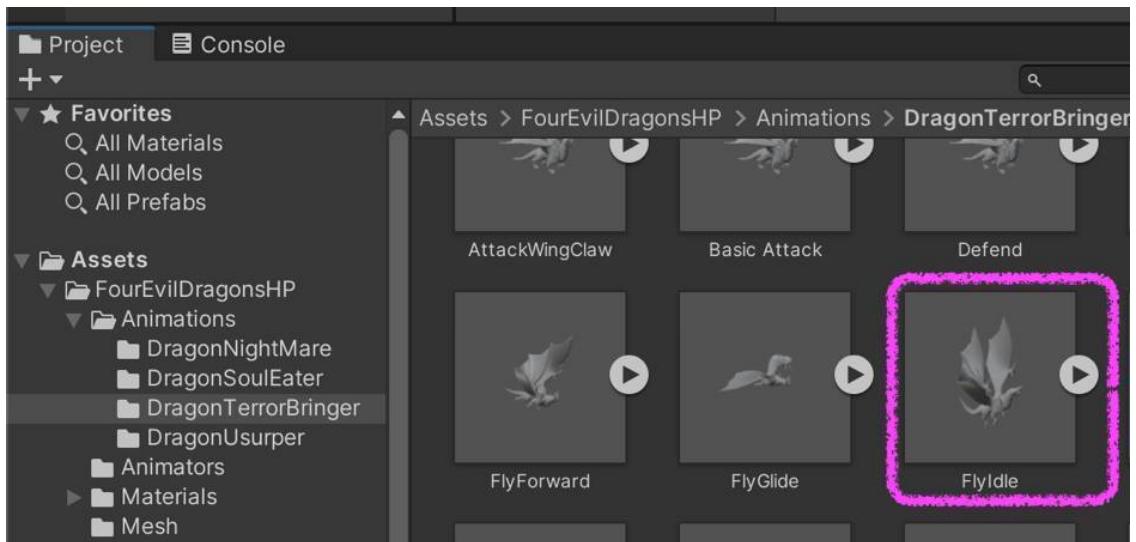 Project
Console
Favorites
All Materials
All Models
All Prefabs
Assets
FourEvilDragonsHP
Animations
DragonNightMare
DragonSoulEater
DragonTerrorBringer
DragonUsurper
Animators
Materials
Mesh
Assets > FourEvilDragonsHP > Animations > DragonTerrorBringer
AttackWingClaw Basic Attack Defend
FlyForward FlyGlide FlyIdle